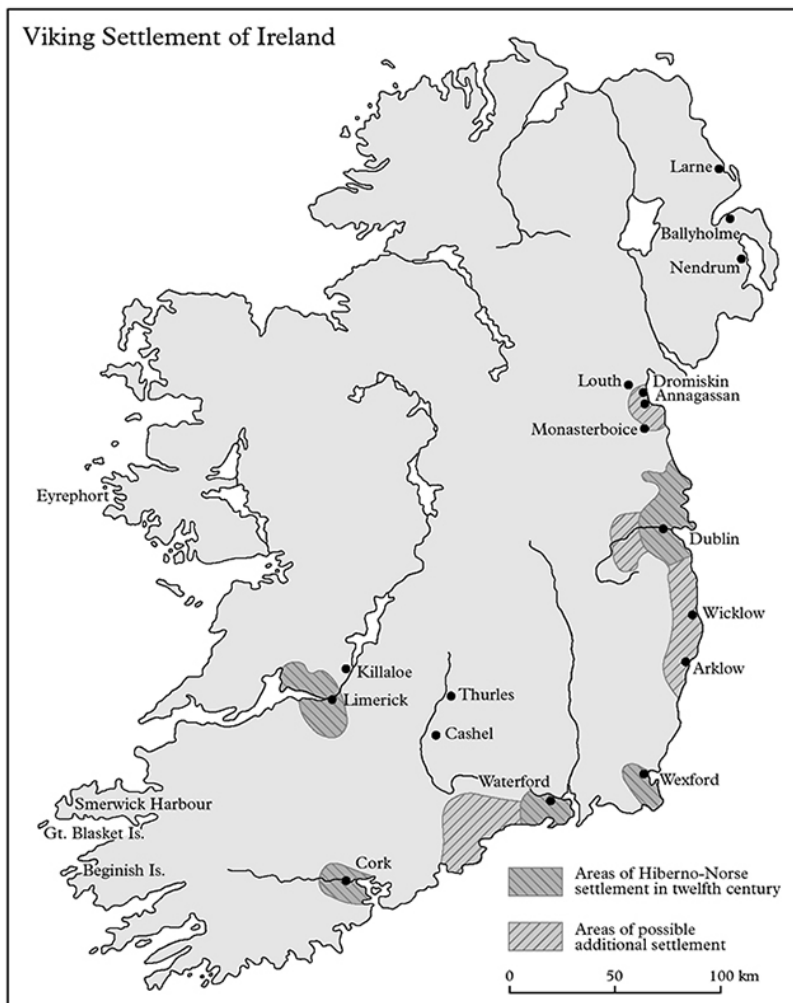 Viking Settlement of Ireland
Larne
Ballyholme
Nendrum
Louth
Dromiskin
Annagassan
Monasterboice
Eyrephort
Dublin
Wicklow
Killaloe
Arklow
Limerick
Thurles
Cashel
Wexford
Waterford
Smerwick Harbour
Gt. Blasket Is.
Beginish Is.
Cork
Areas of Hiberno-Norse
settlement in twelfth century
Areas of possible
additional settlement
0 50 100 km